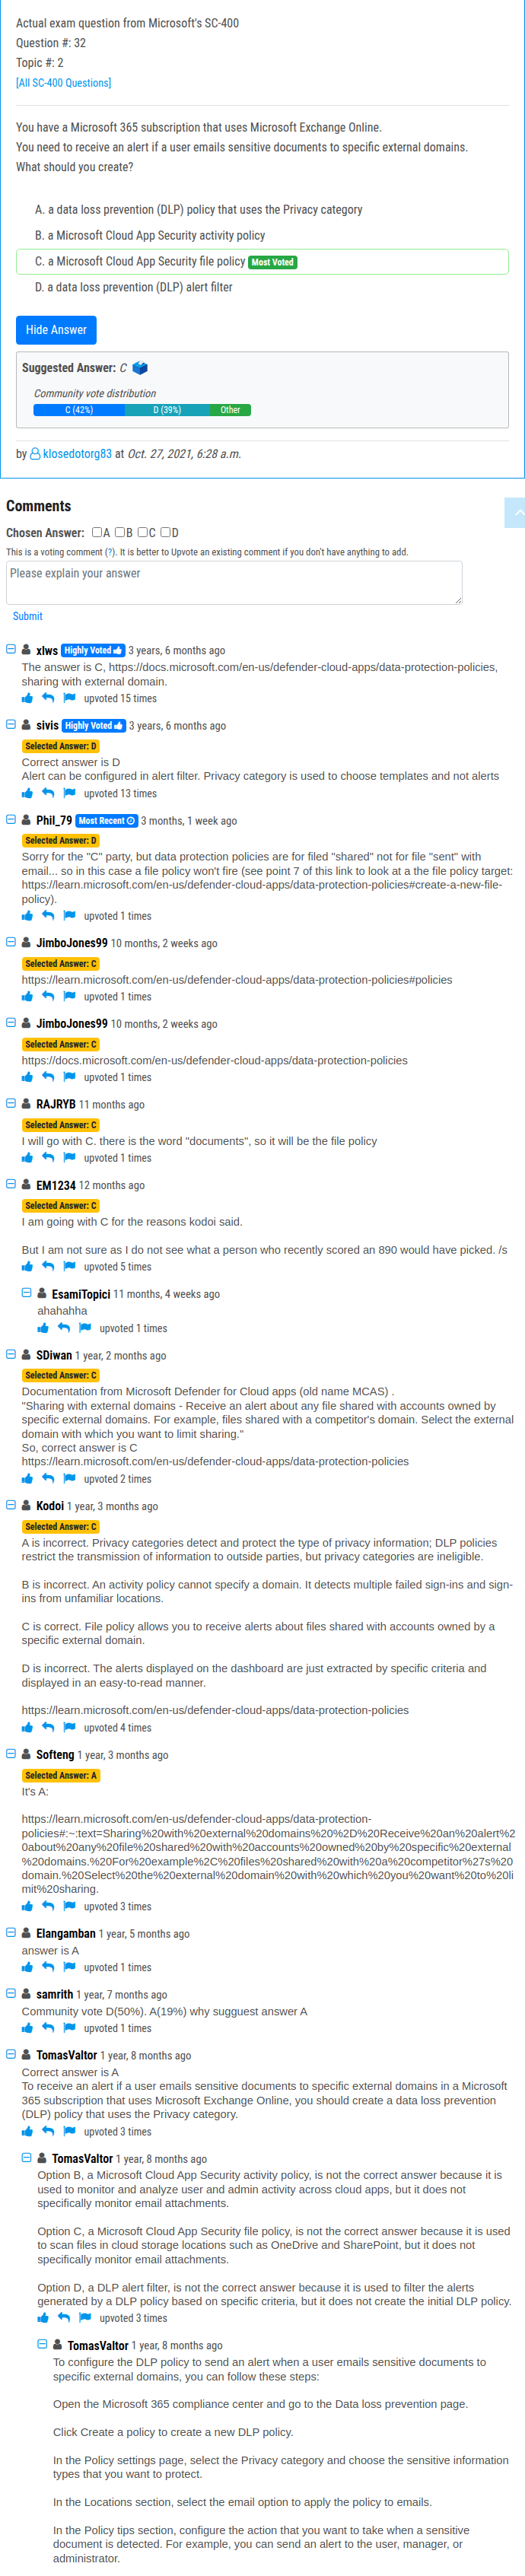 Actual exam question from Microsoft's SC-400
Question #: 32
Topic #: 2
[All SC-400 Questions]
You have a Microsoft 365 subscription that uses Microsoft Exchange Online.
You need to receive an alert if a user emails sensitive documents to specific external domains.
What should you create?
A. a data loss prevention (DLP) policy that uses the Privacy category
B. a Microsoft Cloud App Security activity policy
C. a Microsoft Cloud App Security file policy Most Voted
D. a data loss prevention (DLP) alert filter
Hide Answer
Suggested Answer: C
Community vote distribution
C (42%) D (39%) Other
by klosedotorg83 at Oct. 27, 2021, 6:28 a.m.
Comments
Chosen Answer: A B C D
This is a voting comment (?). It is better to Upvote an existing comment if you don't have anything to add.
Please explain your answer
Submit
xlws Highly Voted 3 years, 6 months ago
The answer is C, https://docs.microsoft.com/en-us/defender-cloud-apps/data-protection-policies,
sharing with external domain.
upvoted 15 times
sivis Highly Voted 3 years, 6 months ago
Selected Answer: D
Correct answer is D
Alert can be configured in alert filter. Privacy category is used to choose templates and not alerts
upvoted 13 times
Phil_79 Most Recent 3 months, 1 week ago
Selected Answer: D
Sorry for the "C" party, but data protection policies are for filed "shared" not for file "sent" with
email... so in this case a file policy won't fire (see point 7 of this link to look at a the file policy target:
https://learn.microsoft.com/en-us/defender-cloud-apps/data-protection-policies#create-a-new-file-
policy).
upvoted 1 times
JimboJones99 10 months, 2 weeks ago
Selected Answer: C
https://learn.microsoft.com/en-us/defender-cloud-apps/data-protection-policies#policies
upvoted 1 times
JimboJones99 10 months, 2 weeks ago
Selected Answer: C
https://docs.microsoft.com/en-us/defender-cloud-apps/data-protection-policies
upvoted 1 times
RAJRYB 11 months ago
Selected Answer: C
I will go with C. there is the word "documents", so it will be the file policy
upvoted 1 times
EM1234 12 months ago
Selected Answer: C
I am going with C for the reasons kodoi said.
But I am not sure as I do not see what a person who recently scored an 890 would have picked. /s
upvoted 5 times
EsamiTopici 11 months, 4 weeks ago
ahahahha
upvoted 1 times
SDiwan 1 year, 2 months ago
Selected Answer: C
Documentation from Microsoft Defender for Cloud apps (old name MCAS) .
"Sharing with external domains - Receive an alert about any file shared with accounts owned by
specific external domains. For example, files shared with a competitor's domain. Select the external
domain with which you want to limit sharing."
So, correct answer is C
https://learn.microsoft.com/en-us/defender-cloud-apps/data-protection-policies
upvoted 2 times
Kodoi 1 year, 3 months ago
Selected Answer: C
A is incorrect. Privacy categories detect and protect the type of privacy information; DLP policies
restrict the transmission of information to outside parties, but privacy categories are ineligible.
B is incorrect. An activity policy cannot specify a domain. It detects multiple failed sign-ins and sign-
ins from unfamiliar locations.
C is correct. File policy allows you to receive alerts about files shared with accounts owned by a
specific external domain.
D is incorrect. The alerts displayed on the dashboard are just extracted by specific criteria and
displayed in an easy-to-read manner.
https://learn.microsoft.com/en-us/defender-cloud-apps/data-protection-policies
upvoted 4 times
Softeng 1 year, 3 months ago
Selected Answer: A
It's A:
https://learn.microsoft.com/en-us/defender-cloud-apps/data-protection-
policies#:~:text=Sharing%20with%20external%20domains%20%2D%20Receive%20an%20alert%2
0about%20any%20file%20shared%20with%20accounts%20owned%20by%20specific%20external
%20domains.%20For%20example%2C%20files%20shared%20with%20a%20competitor%27s%20
domain.%20Select%20the%20external%20domain%20with%20which%20you%20want%20to%20li
mit%20sharing.
upvoted 3 times
Elangamban 1 year, 5 months ago
answer is A
upvoted 1 times
samrith 1 year, 7 months ago
Community vote D(50%). A(19%) why sugguest answer A
upvoted 1 times
TomasValtor 1 year, 8 months ago
Correct answer is A
To receive an alert if a user emails sensitive documents to specific external domains in a Microsoft
365 subscription that uses Microsoft Exchange Online, you should create a data loss prevention
(DLP) policy that uses the Privacy category.
upvoted 3 times
TomasValtor 1 year, 8 months ago
Option B, a Microsoft Cloud App Security activity policy, is not the correct answer because it is
used to monitor and analyze user and admin activity across cloud apps, but it does not
specifically monitor email attachments.
Option C, a Microsoft Cloud App Security file policy, is not the correct answer because it is used
to scan files in cloud storage locations such as OneDrive and SharePoint, but it does not
specifically monitor email attachments.
Option D, a DLP alert filter, is not the correct answer because it is used to filter the alerts
generated by a DLP policy based on specific criteria, but it does not create the initial DLP policy.
upvoted 3 times
TomasValtor 1 year, 8 months ago
To configure the DLP policy to send an alert when a user emails sensitive documents to
specific external domains, you can follow these steps:
Open the Microsoft 365 compliance center and go to the Data loss prevention page.
Click Create a policy to create a new DLP policy.
In the Policy settings page, select the Privacy category and choose the sensitive information
types that you want to protect.
In the Locations section, select the email option to apply the policy to emails.
In the Policy tips section, configure the action that you want to take when a sensitive
document is detected. For example, you can send an alert to the user, manager, or
administrator.